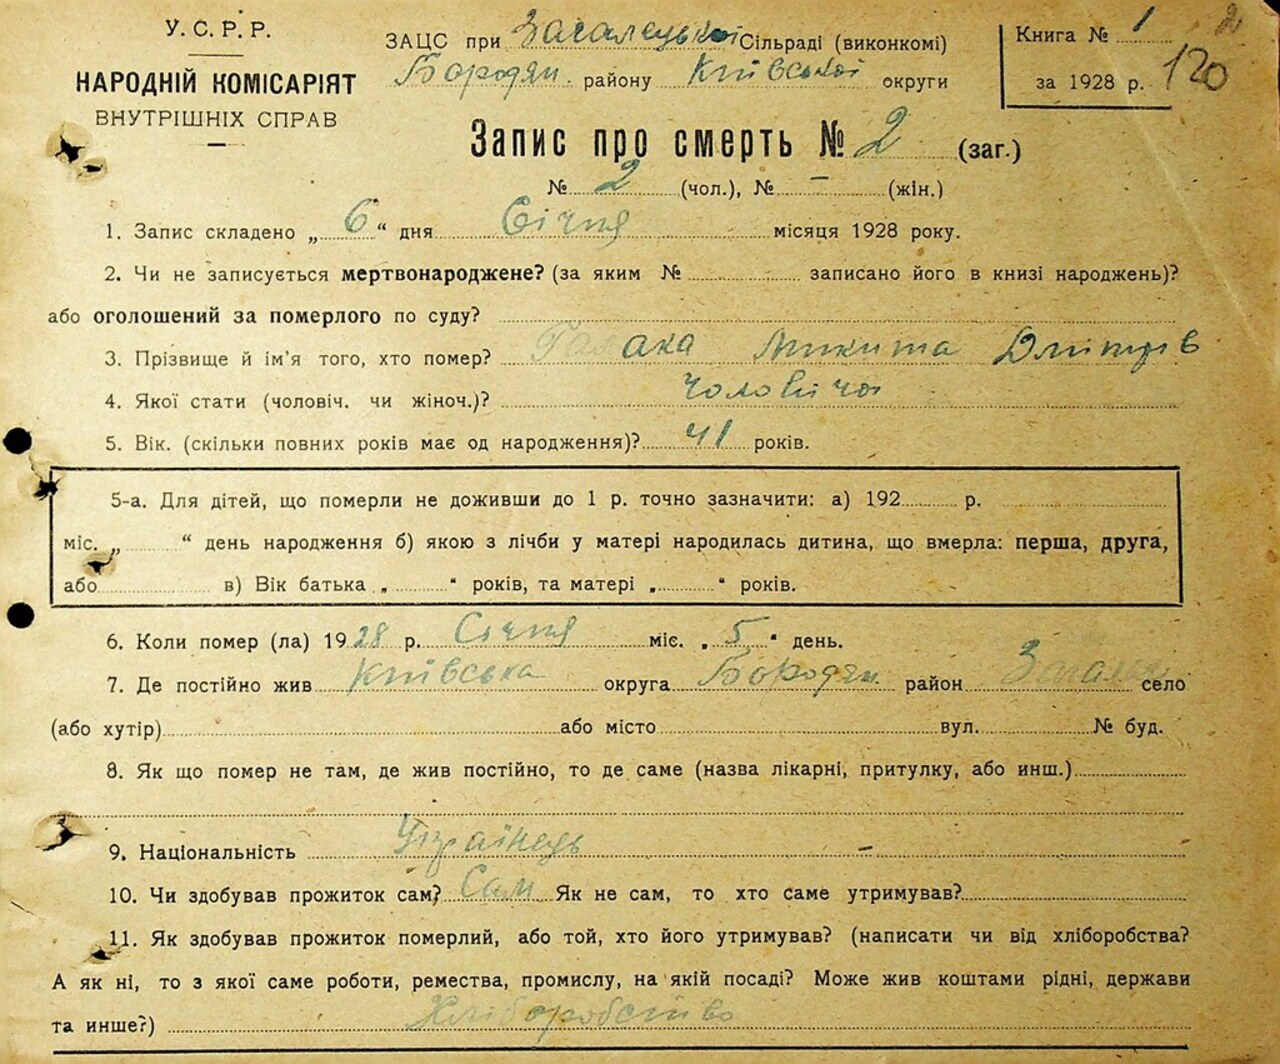 У. С. Р. Р.
НАРОДНІЙ КОМІСАРІЯТ
ВНУТРІШНІХ СПРАВ
ЗАЦС при Загалецької Сільраді (виконкомі)
Бородян. району Київської округи
Книга № 1 2
за 1928 р. 120
Запис про смерть № 2 (заг.)
№ 2 (чол.), № – (жін.)
1. Запис складено „ 6 “ дня Січня місяця 1928 року.
2. Чи не записується мертвонароджене? (за яким № записано його в книзі народжень)?
або оголошений за померлого по суду?
3. Прізвище й ім'я того, хто помер? Микита Дмитрів
4. Якої стати (чоловіч. чи жіноч.)? Чоловічої
5. Вік. (скільки повних років має од народження)? 41 років.
5-а. Для дітей, що померли не доживши до 1 р. точно зазначити: а) 192 р.
міс. „ “ день народження б) якою з лічби у матері народилась дитина, що вмерла: перша, друга,
або в) Вік батька „ “ років, та матері „ “ років.
6. Коли помер (ла) 1928 р. Січня міс. „ 5 “ день.
7. Де постійно жив Київська округа Бородян. район село
(або хутір) або місто вул. № буд.
8. Як що помер не там, де жив постійно, то де саме (назва лікарні, притулку, або инш.)
9. Національність Українець –
10. Чи здобував прожиток сам? Сам Як не сам, то хто саме утримував?
11. Як здобував прожиток померлий, або той, хто його утримував? (написати чи від хліборобства?
А як ні, то з якої саме роботи, ремества, промислу, на якій посаді? Може жив коштами рідні, держави
та инше?) Хліборобство